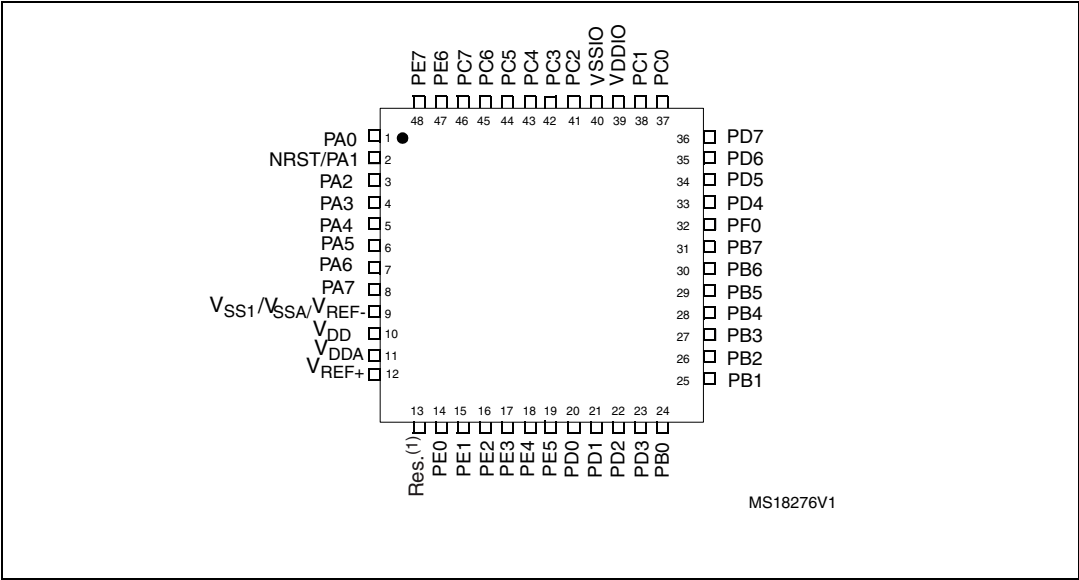 PE7 PE6 PC7 PC6 PC5 PC4 PC3 PC2 VSSIO VDDIO PC1 PC0
48 47 46 45 44 43 42 41 40 39 38 37
PA0 1 36 PD7
NRST/PA1 2 35 PD6
PA2 3 34 PD5
PA3 4 33 PD4
PA4 5 32 PF0
PA5 6 31 PB7
PA6 7 30 PB6
PA7 8 29 PB5
VSS1/VSSA/VREF- 9 28 PB4
VDD 10 27 PB3
VDDA 11 26 PB2
VREF+ 12 25 PB1
13 14 15 16 17 18 19 20 21 22 23 24
Res.(1) PE0 PE1 PE2 PE3 PE4 PE5 PD0 PD1 PD2 PD3 PB0
MS18276V1